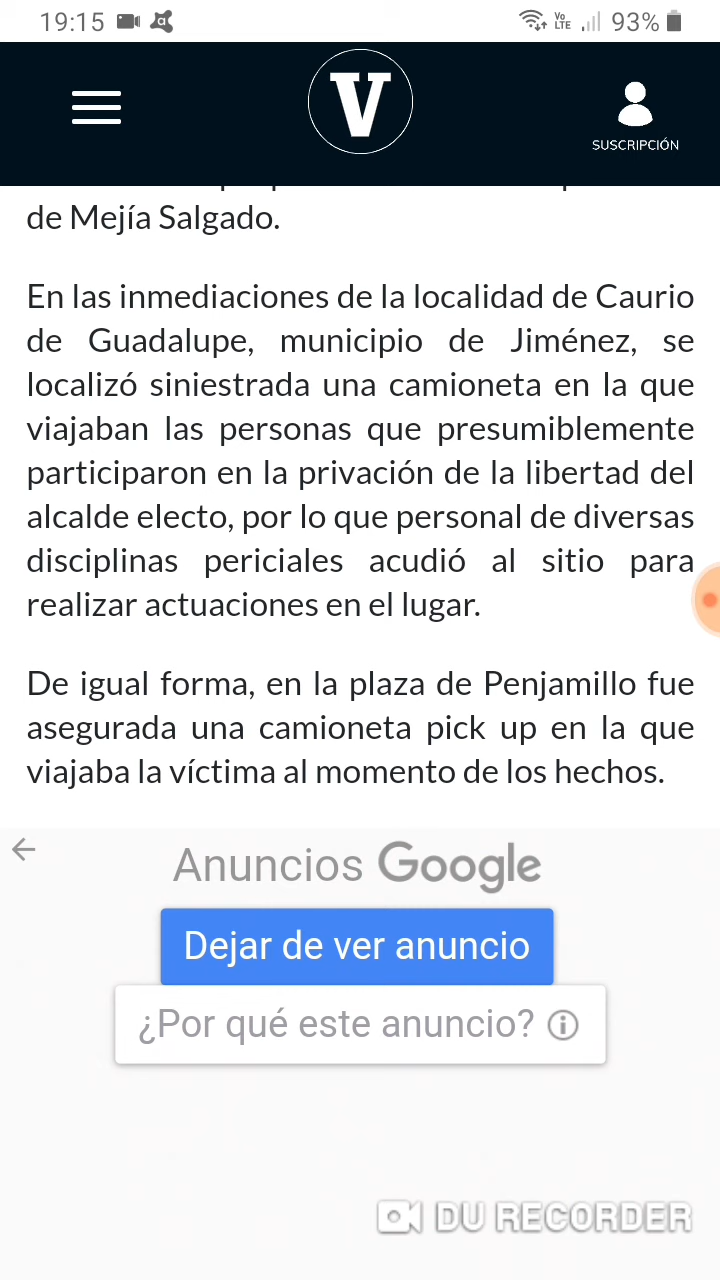 19:15 Vo LTE 93%
V
SUSCRIPCIÓN
de Mejía Salgado.
En las inmediaciones de la localidad de Caurio
de Guadalupe, municipio de Jiménez, se
localizó siniestrada una camioneta en la que
viajaban las personas que presumiblemente
participaron en la privación de la libertad del
alcalde electo, por lo que personal de diversas
disciplinas periciales acudió al sitio para
realizar actuaciones en el lugar.
De igual forma, en la plaza de Penjamillo fue
asegurada una camioneta pick up en la que
viajaba la víctima al momento de los hechos.
Anuncios Google
Dejar de ver anuncio
¿Por qué este anuncio?
DU RECORDER